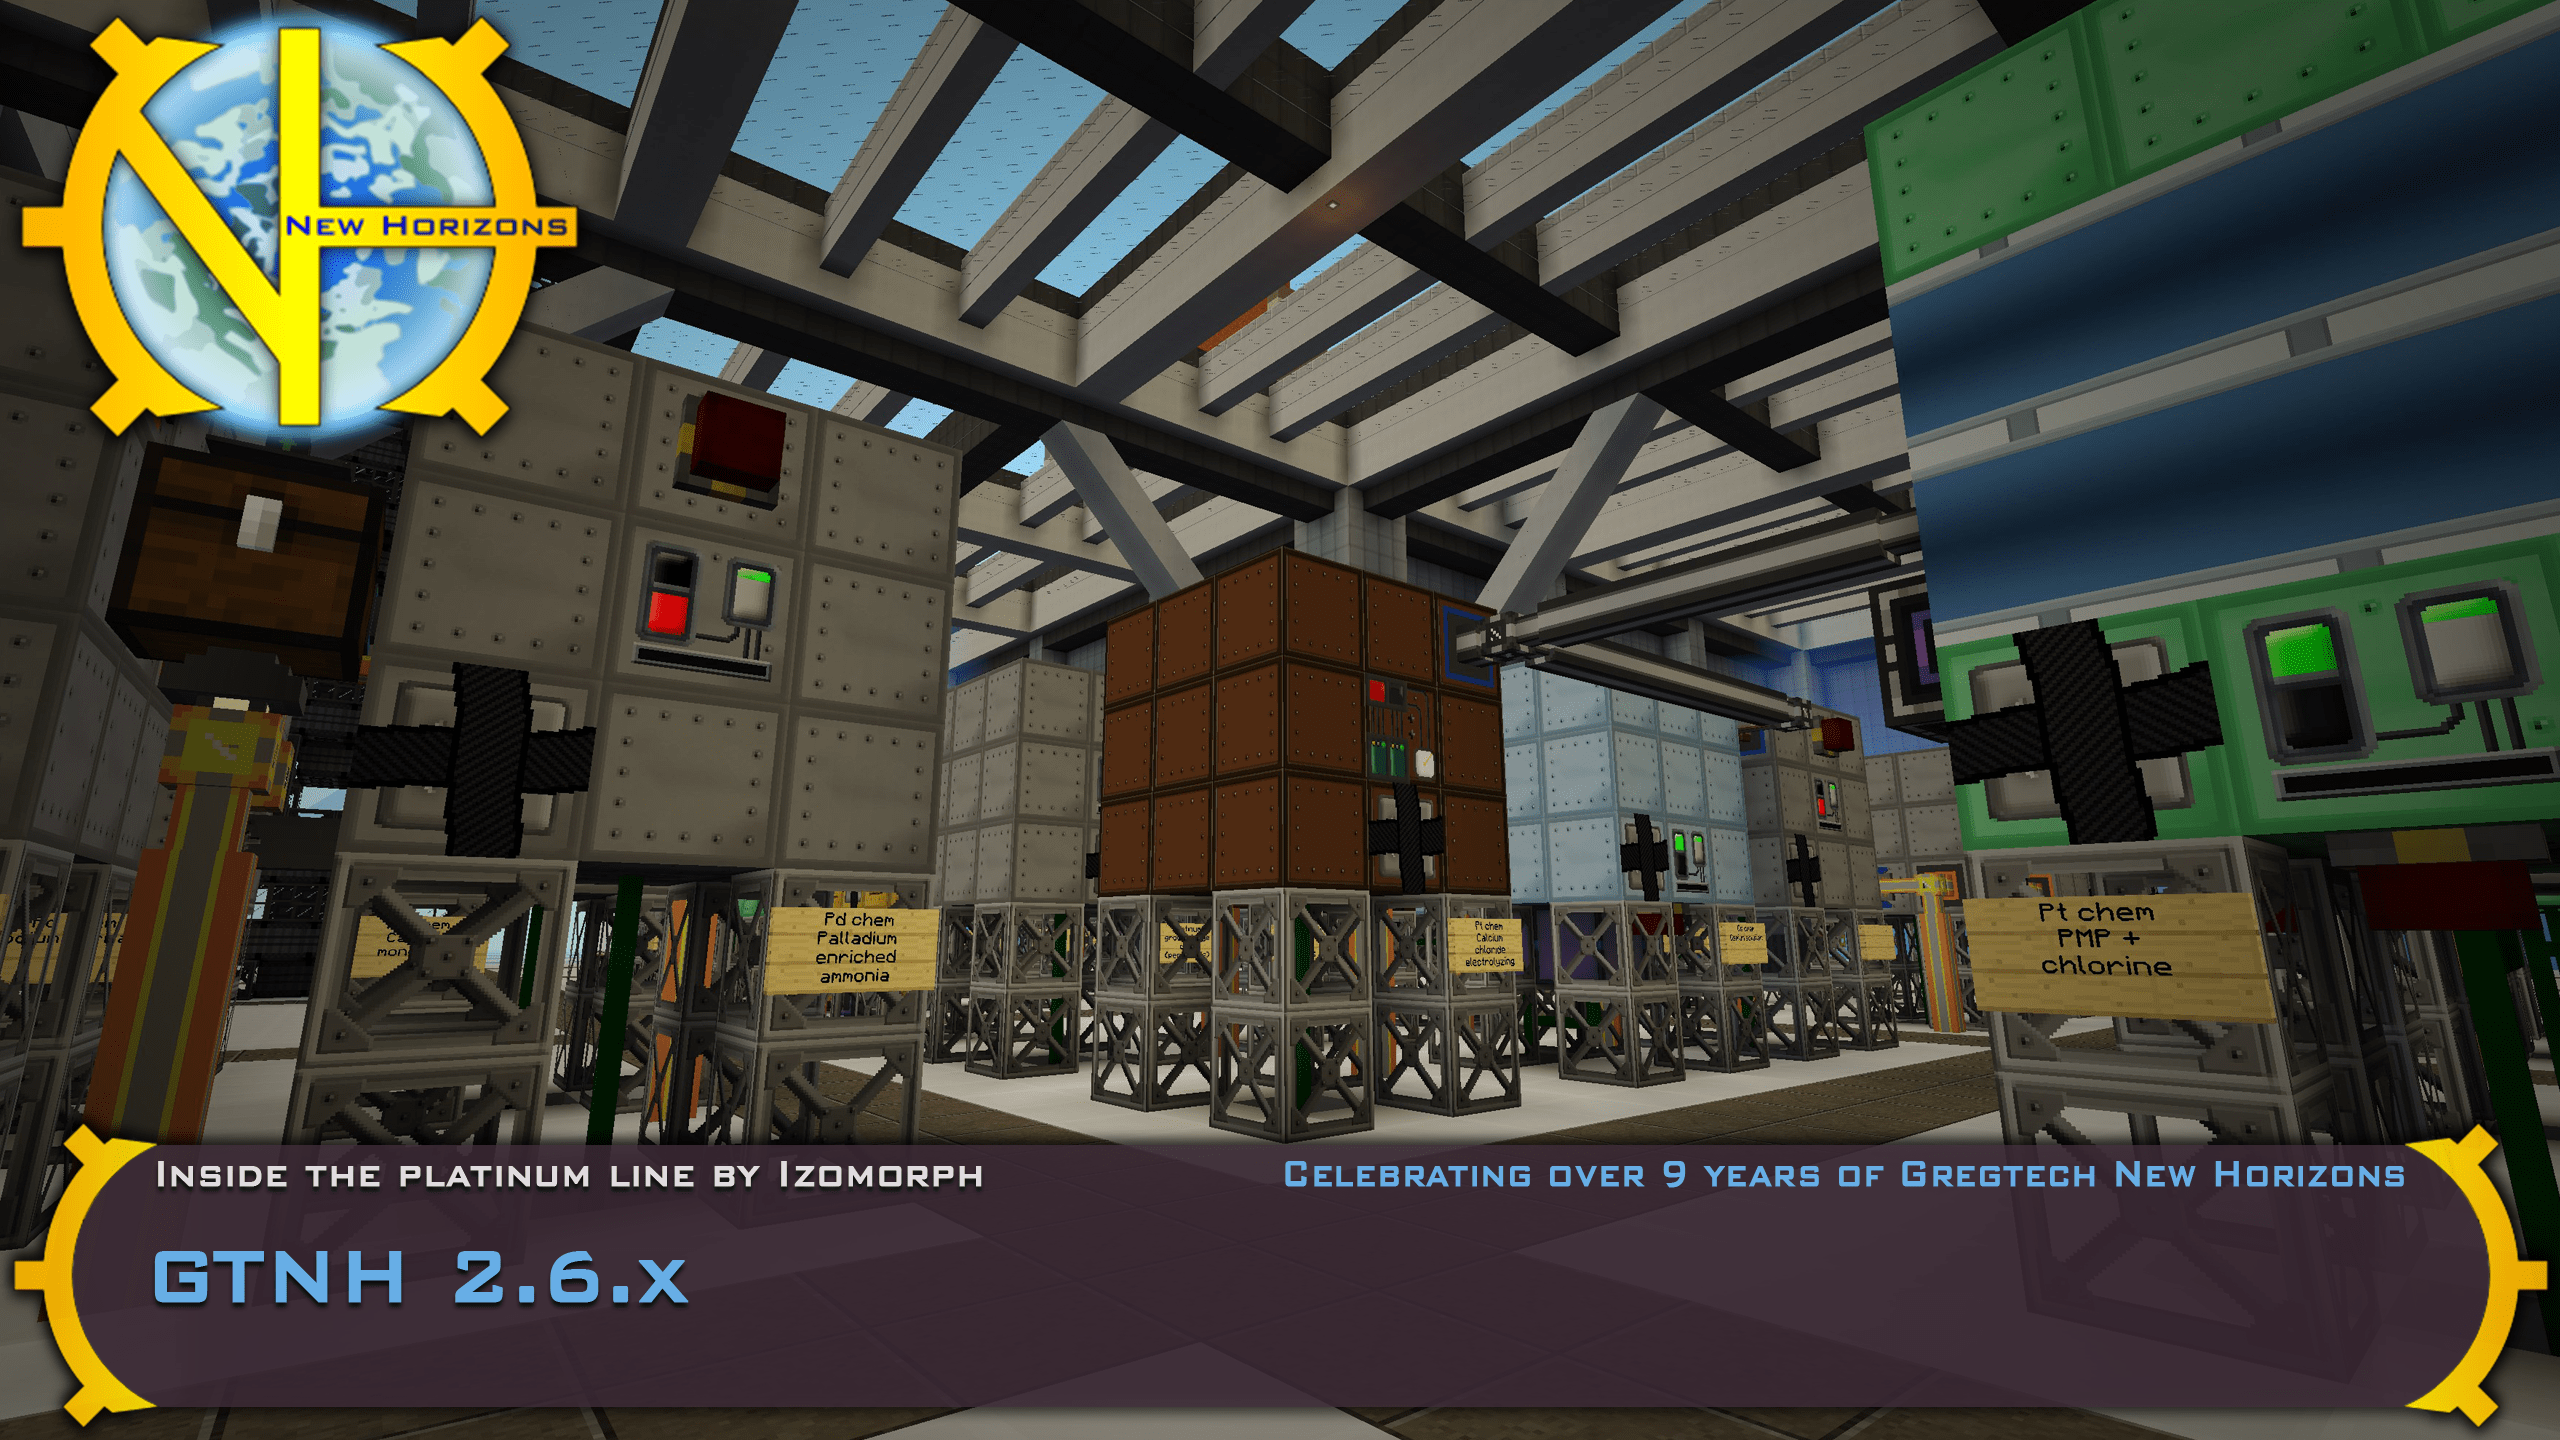 New Horizons
Pd chem
Palladium
enriched
ammonia
Pt chem
Calcium
chloride
electrolyzing
Pt chem
PMP +
chlorine
Inside the platinum line by Izomorph
Celebrating over 9 years of Gregtech New Horizons
GTNH 2.6.x